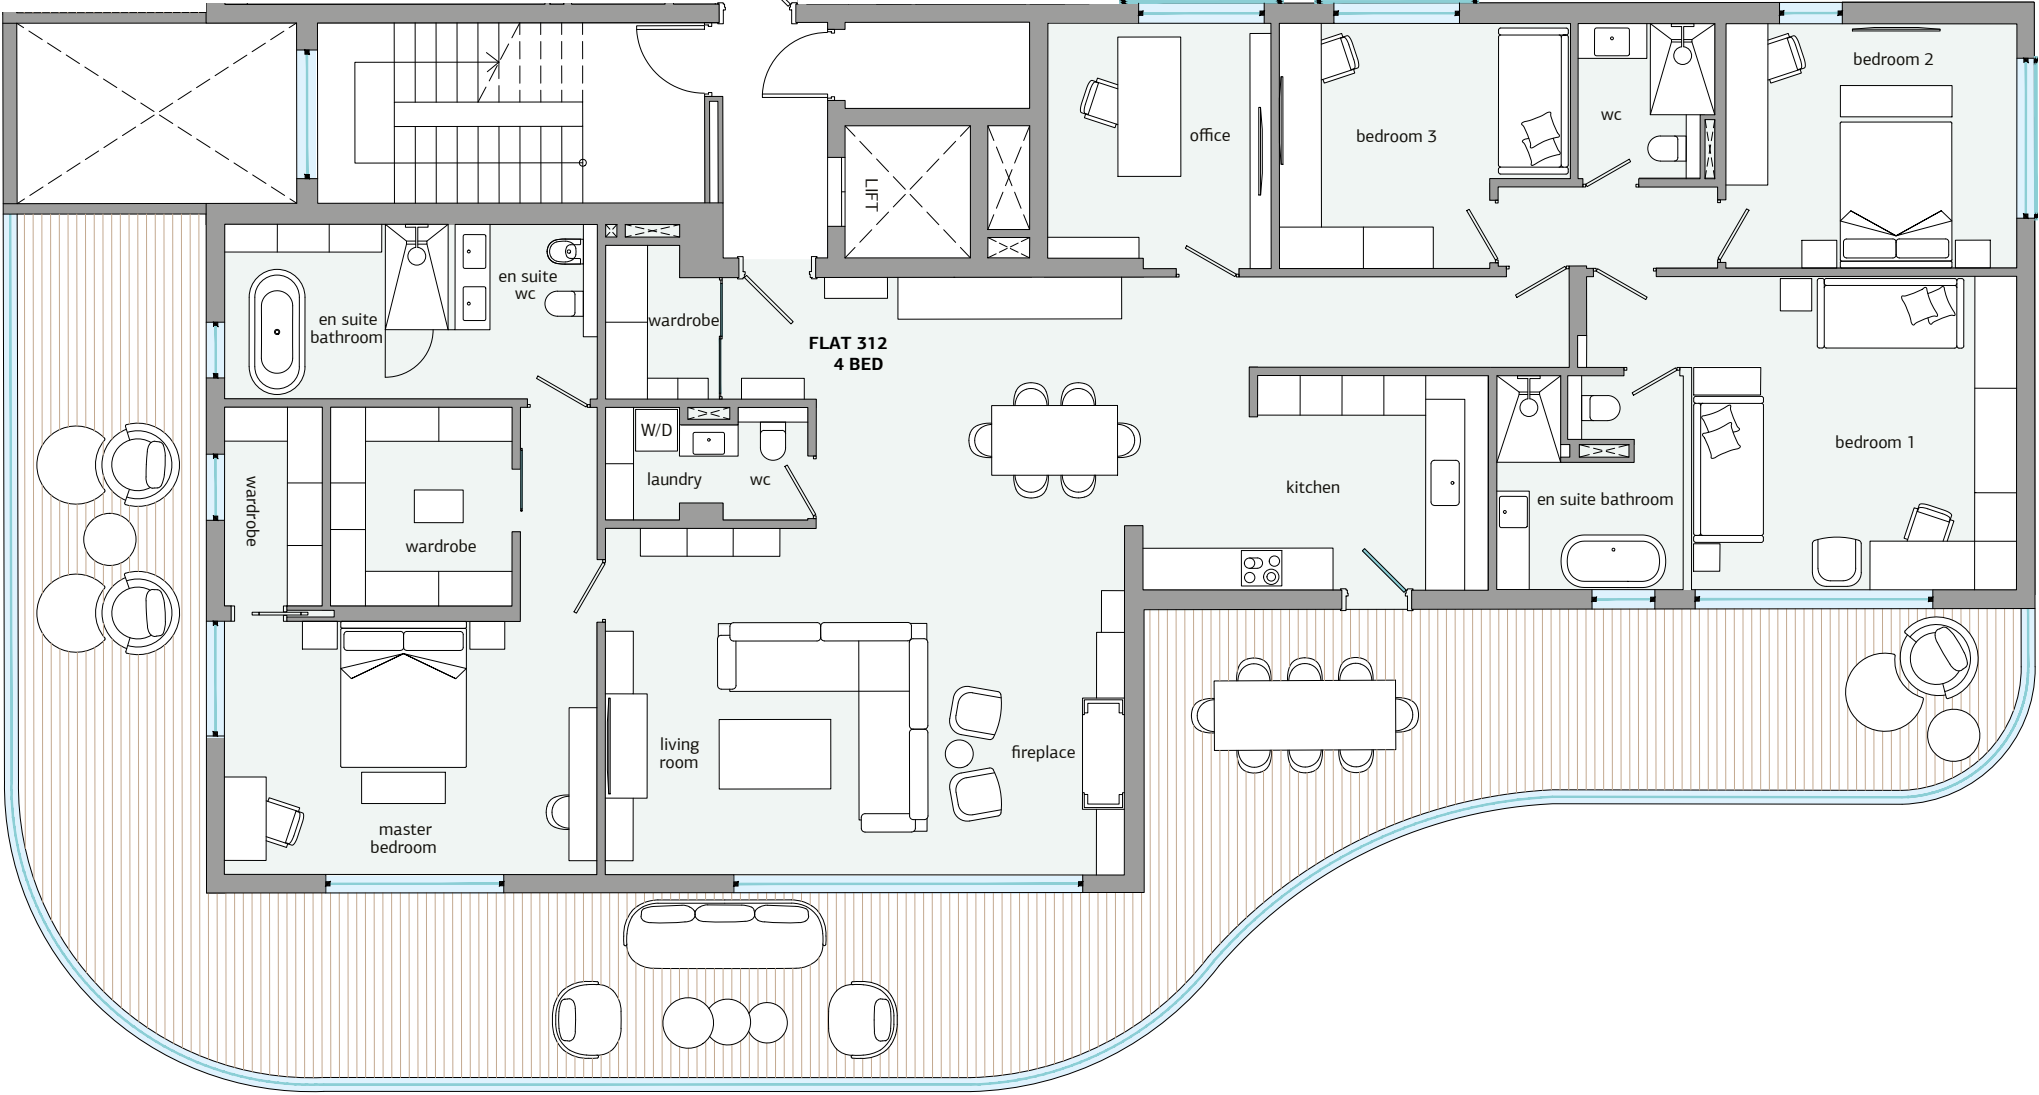 bedroom 2
wc
office
bedroom 3
LIFT
en suite
wc
en suite
bathroom
wardrobe
FLAT 312
4 BED
W/D
laundry
wc
kitchen
bedroom 1
en suite bathroom
wardrobe
wardrobe
living
room
fireplace
master
bedroom